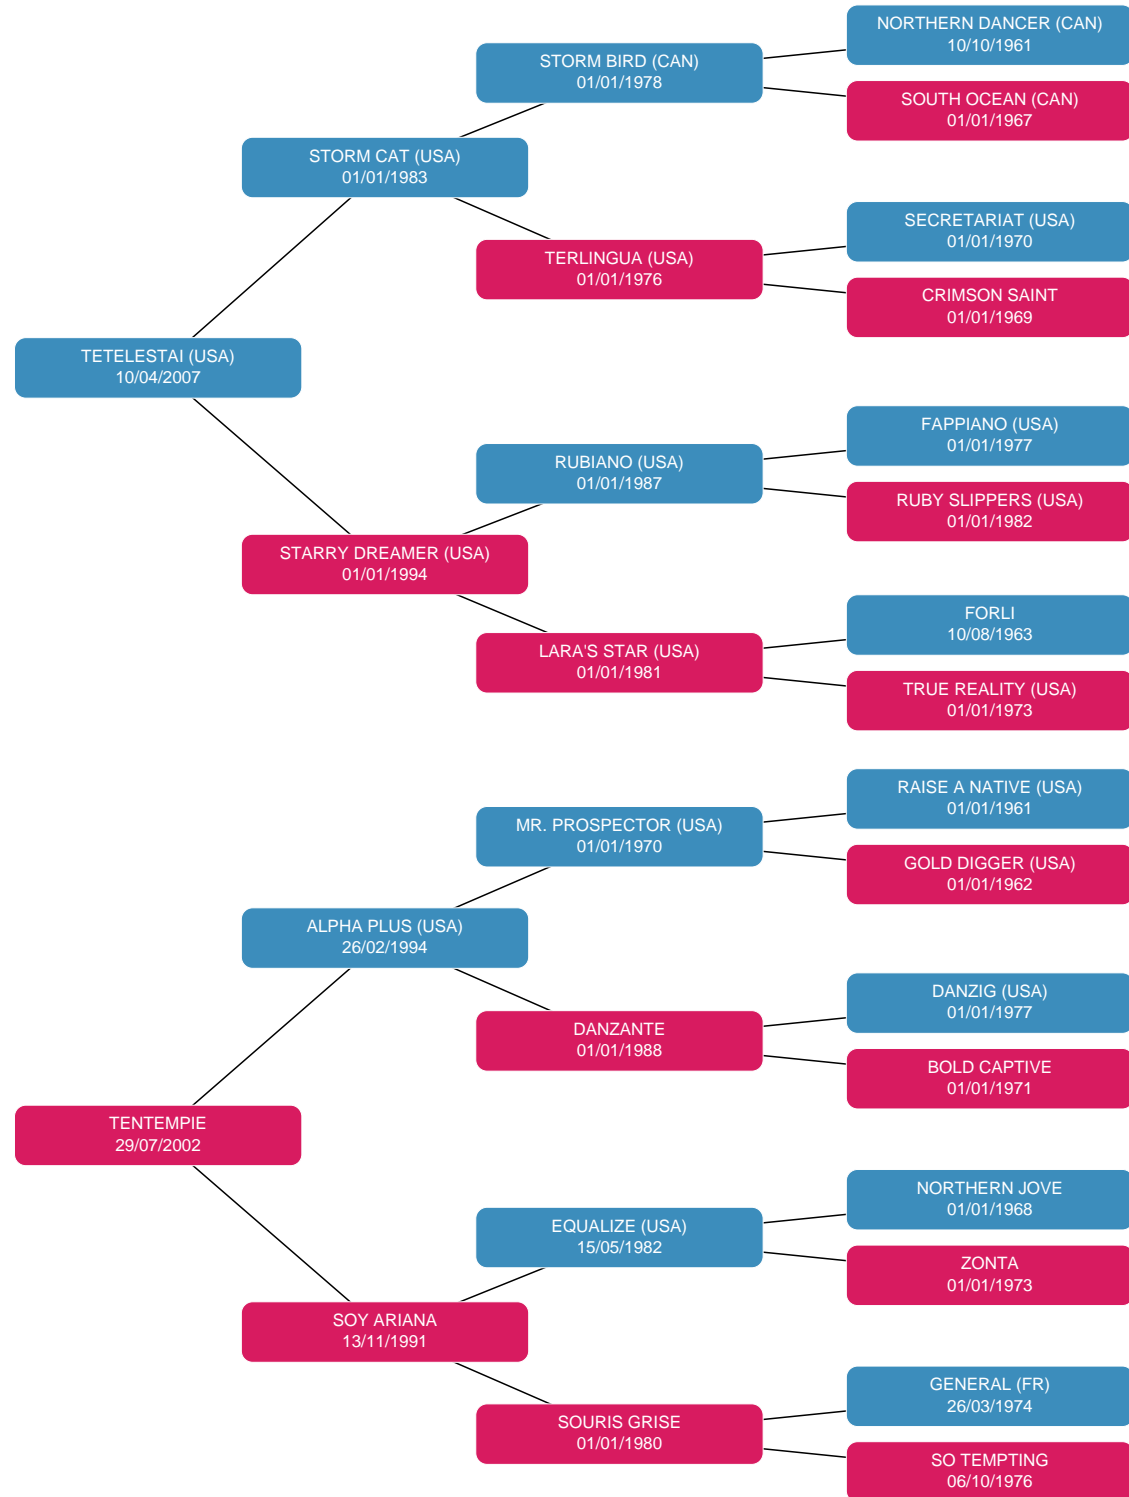 NORTHERN DANCER (CAN)
10/10/1961
STORM BIRD (CAN)
01/01/1978
SOUTH OCEAN (CAN)
01/01/1967
STORM CAT (USA)
01/01/1983
SECRETARIAT (USA)
01/01/1970
TERLINGUA (USA)
01/01/1976
CRIMSON SAINT
01/01/1969
TETELESTAI (USA)
10/04/2007
FAPPIANO (USA)
01/01/1977
RUBIANO (USA)
01/01/1987
RUBY SLIPPERS (USA)
01/01/1982
STARRY DREAMER (USA)
01/01/1994
FORLI
10/08/1963
LARA'S STAR (USA)
01/01/1981
TRUE REALITY (USA)
01/01/1973
RAISE A NATIVE (USA)
01/01/1961
MR. PROSPECTOR (USA)
01/01/1970
GOLD DIGGER (USA)
01/01/1962
ALPHA PLUS (USA)
26/02/1994
DANZIG (USA)
01/01/1977
DANZANTE
01/01/1988
BOLD CAPTIVE
01/01/1971
TENTEMPIE
29/07/2002
NORTHERN JOVE
01/01/1968
EQUALIZE (USA)
15/05/1982
ZONTA
01/01/1973
SOY ARIANA
13/11/1991
GENERAL (FR)
26/03/1974
SOURIS GRISE
01/01/1980
SO TEMPTING
06/10/1976